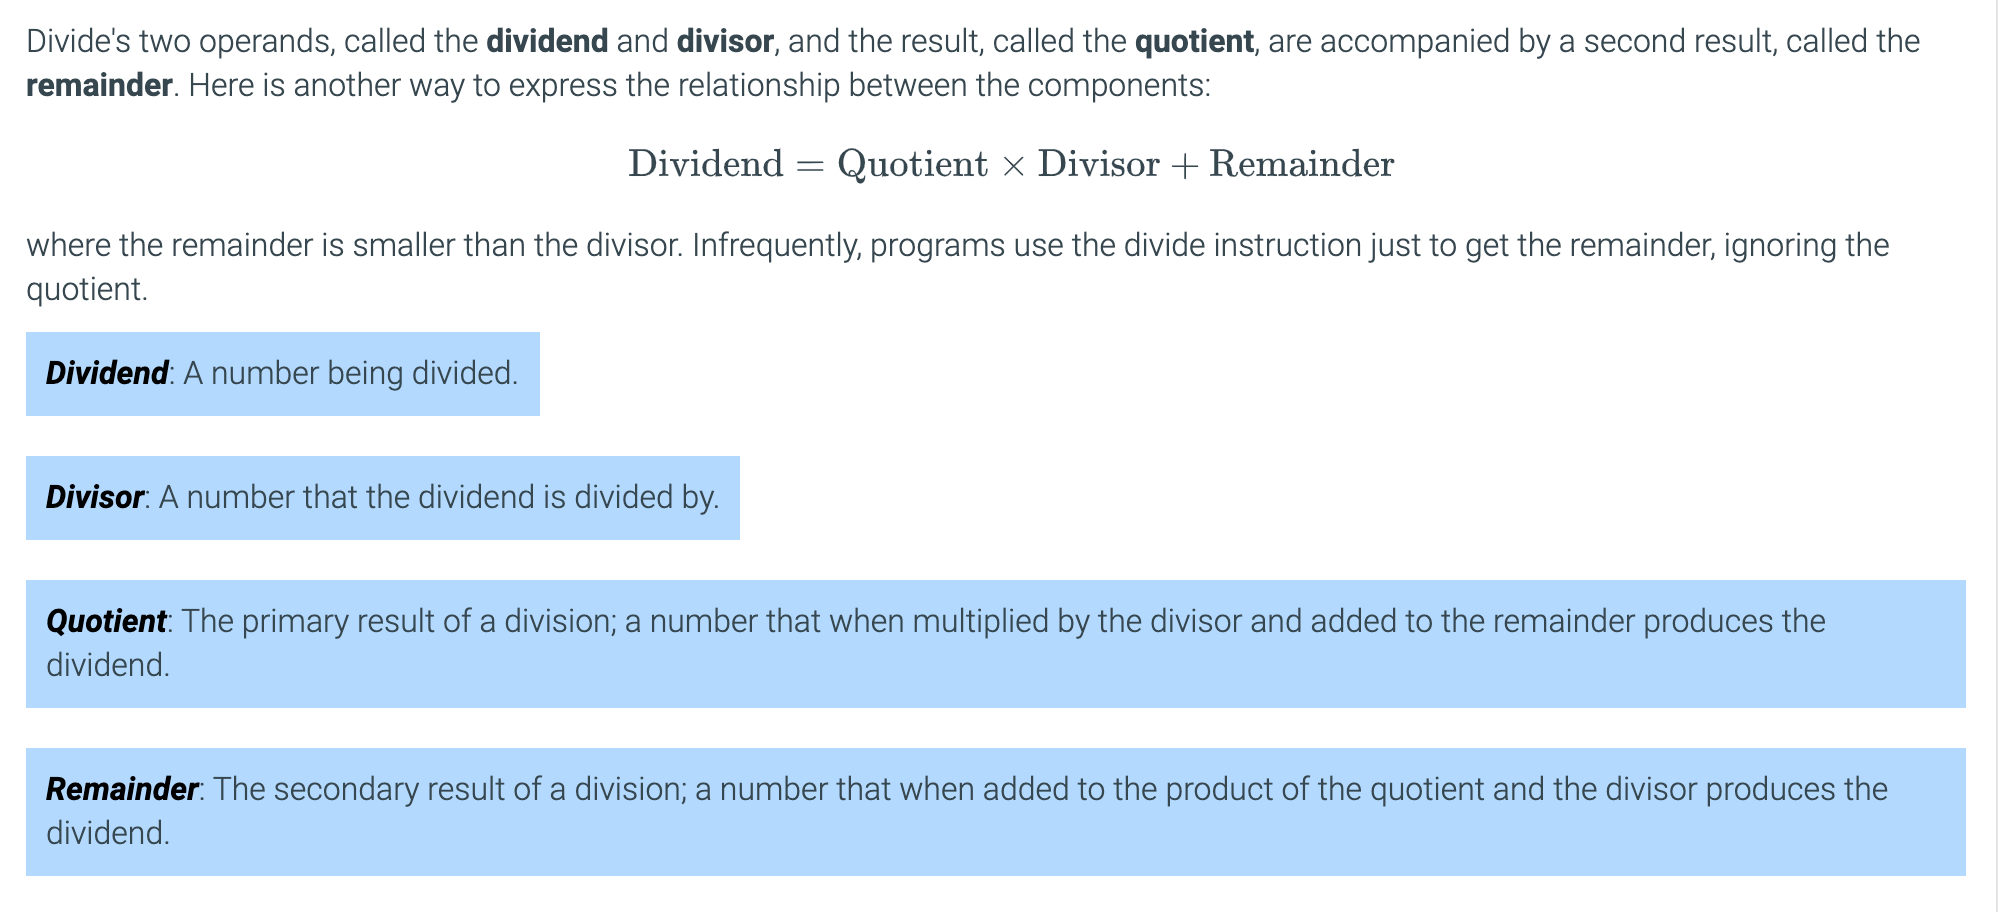 Divide's two operands, called the dividend and divisor, and the result, called the quotient, are accompanied by a second result, called the
remainder. Here is another way to express the relationship between the components:
Dividend = Quotient × Divisor + Remainder
where the remainder is smaller than the divisor. Infrequently, programs use the divide instruction just to get the remainder, ignoring the
quotient.
Dividend: A number being divided.
Divisor: A number that the dividend is divided by.
Quotient: The primary result of a division; a number that when multiplied by the divisor and added to the remainder produces the
dividend.
Remainder: The secondary result of a division; a number that when added to the product of the quotient and the divisor produces the
dividend.